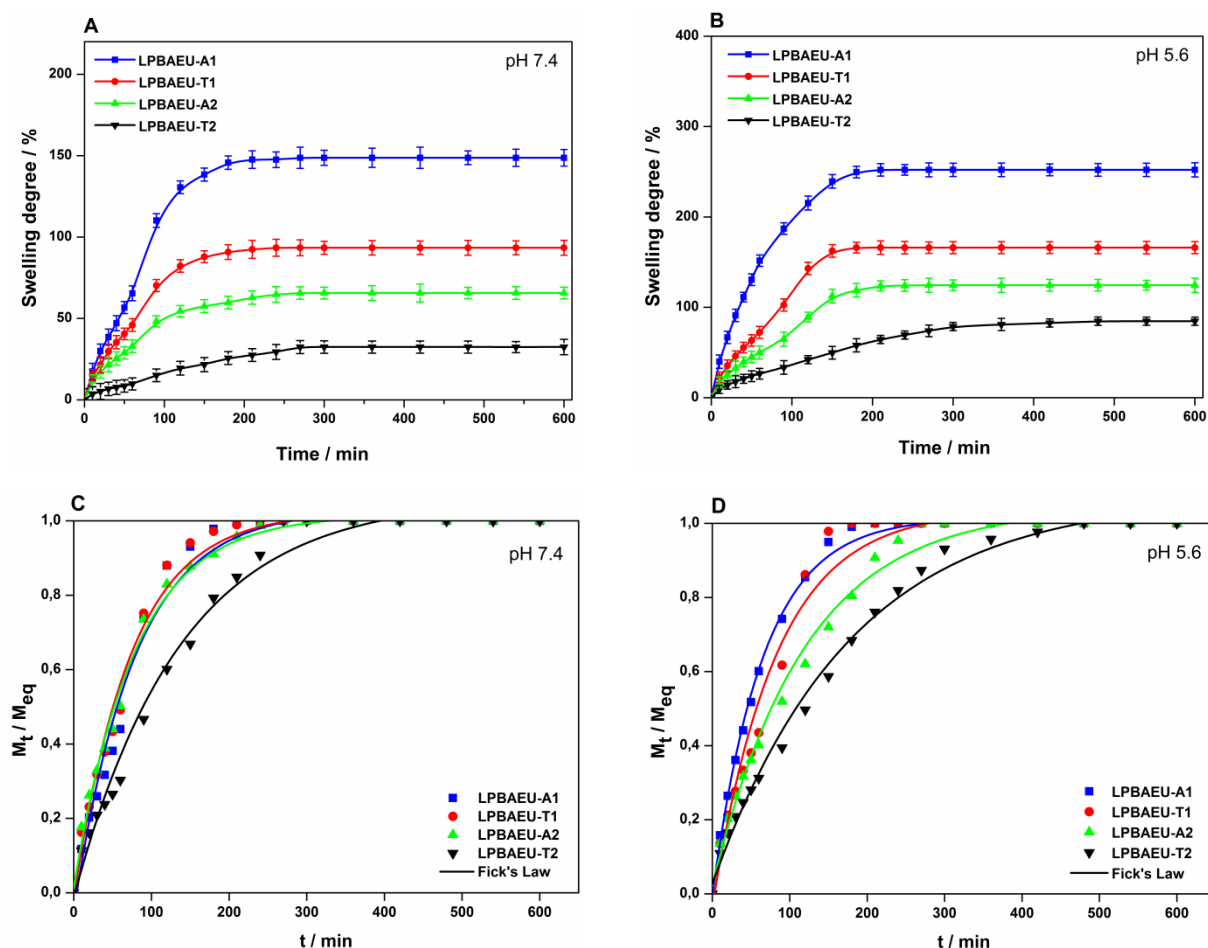 A
pH 7.4
LPBAEU-A1
LPBAEU-T1
LPBAEU-A2
LPBAEU-T2
200
150
100
50
0
Swelling degree / %
0 100 200 300 400 500 600
Time / min
B
pH 5.6
LPBAEU-A1
LPBAEU-T1
LPBAEU-A2
LPBAEU-T2
400
300
200
100
0
Swelling degree / %
0 100 200 300 400 500 600
Time / min
C
pH 7.4
1,0
0,8
0,6
0,4
0,2
0,0
Mt / Meq
LPBAEU-A1
LPBAEU-T1
LPBAEU-A2
LPBAEU-T2
Fick's Law
0 100 200 300 400 500 600
t / min
D
pH 5.6
1,0
0,8
0,6
0,4
0,2
0,0
Mt / Meq
LPBAEU-A1
LPBAEU-T1
LPBAEU-A2
LPBAEU-T2
Fick's Law
0 100 200 300 400 500 600
t / min